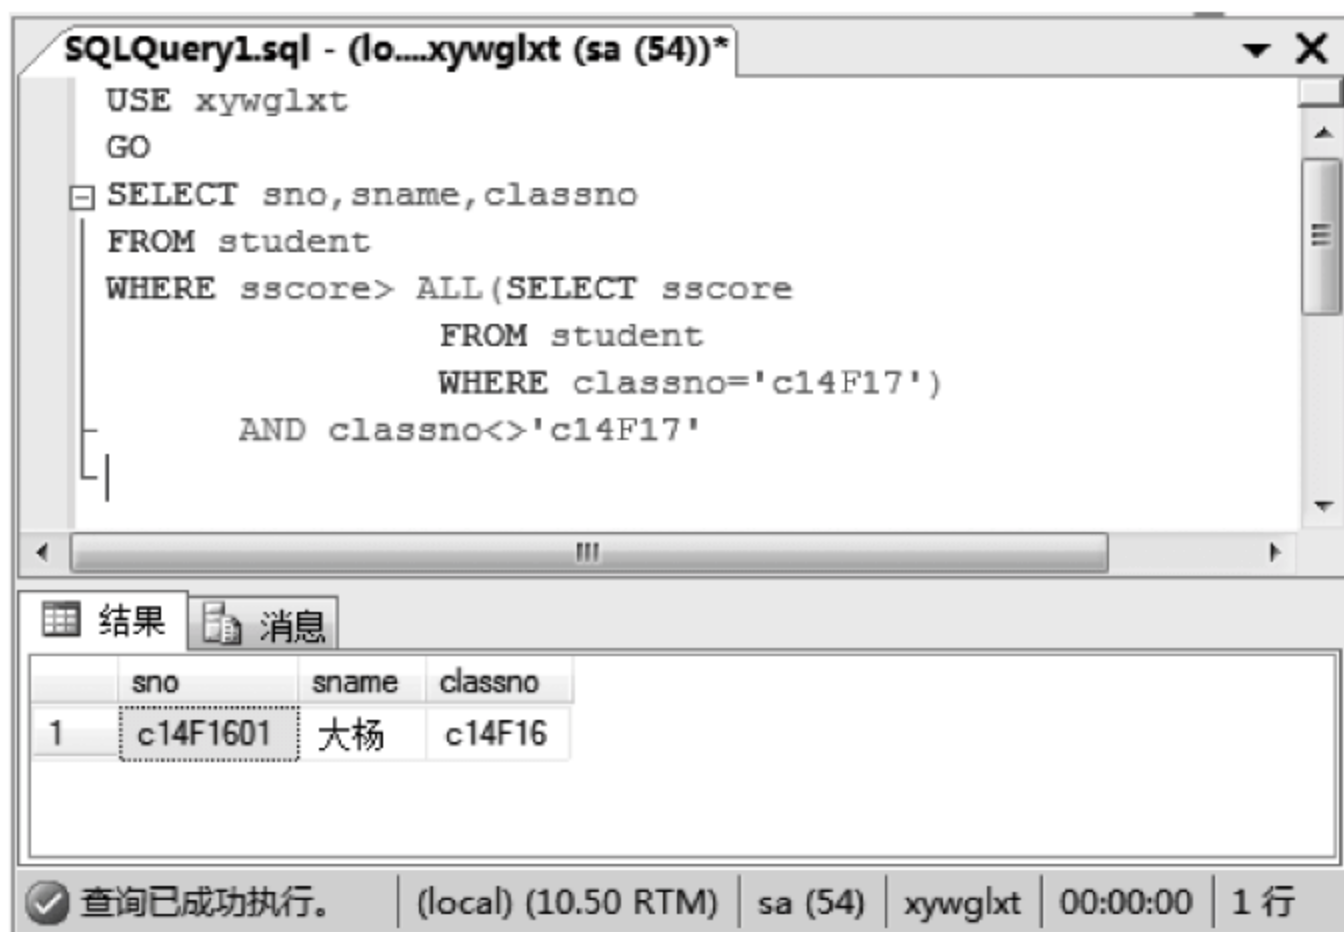 SQLQuery1.sql - (lo....xywglxt (sa (54))*
USE xywglxt
GO
SELECT sno,sname,classno
FROM student
WHERE sscore> ALL(SELECT sscore
FROM student
WHERE classno='c14F17')
AND classno<>'c14F17'
结果 消息
sno sname classno
1 c14F1601 大杨 c14F16
查询已成功执行。 (local) (10.50 RTM) sa (54) xywglxt 00:00:00 1 行